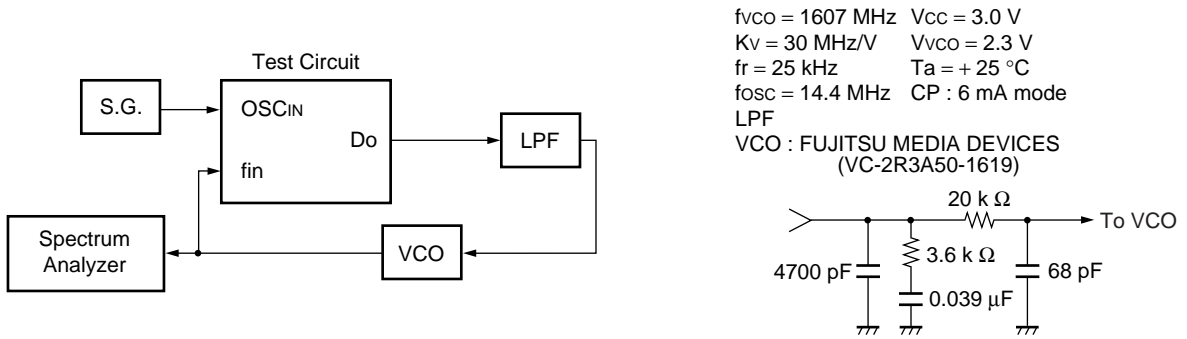 Test Circuit
S.G.
OSCIN
Do
fin
LPF
VCO
Spectrum
Analyzer
fVCO = 1607 MHz VCC = 3.0 V
KV = 30 MHz/V VVCO = 2.3 V
fr = 25 kHz Ta = + 25 °C
fOSC = 14.4 MHz CP : 6 mA mode
LPF
VCO : FUJITSU MEDIA DEVICES
(VC-2R3A50-1619)
20 k Ω
To VCO
3.6 k Ω
4700 pF
68 pF
0.039 µF